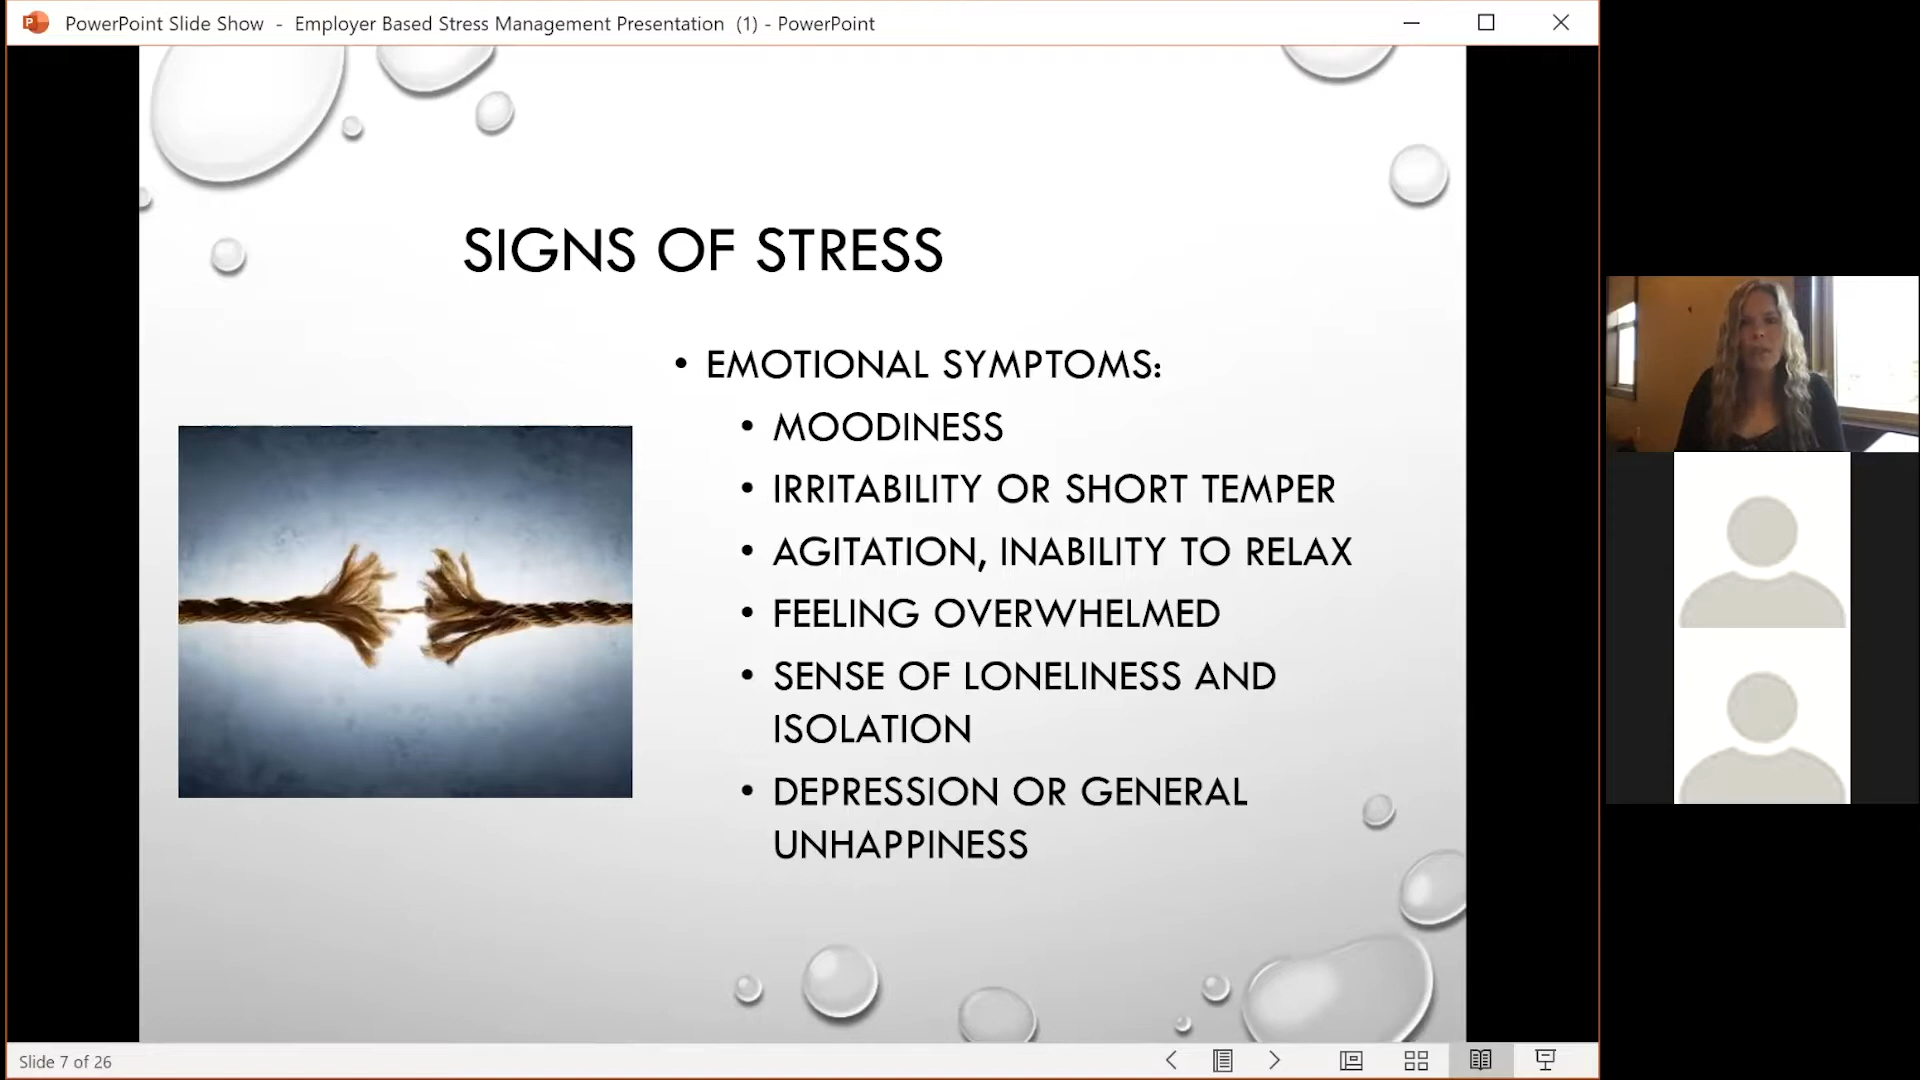 PowerPoint Slide Show - Employer Based Stress Management Presentation (1) - PowerPoint
SIGNS OF STRESS
• EMOTIONAL SYMPTOMS:
• MOODINESS
• IRRITABILITY OR SHORT TEMPER
• AGITATION, INABILITY TO RELAX
• FEELING OVERWHELMED
• SENSE OF LONELINESS AND
ISOLATION
• DEPRESSION OR GENERAL
UNHAPPINESS
Slide 7 of 26